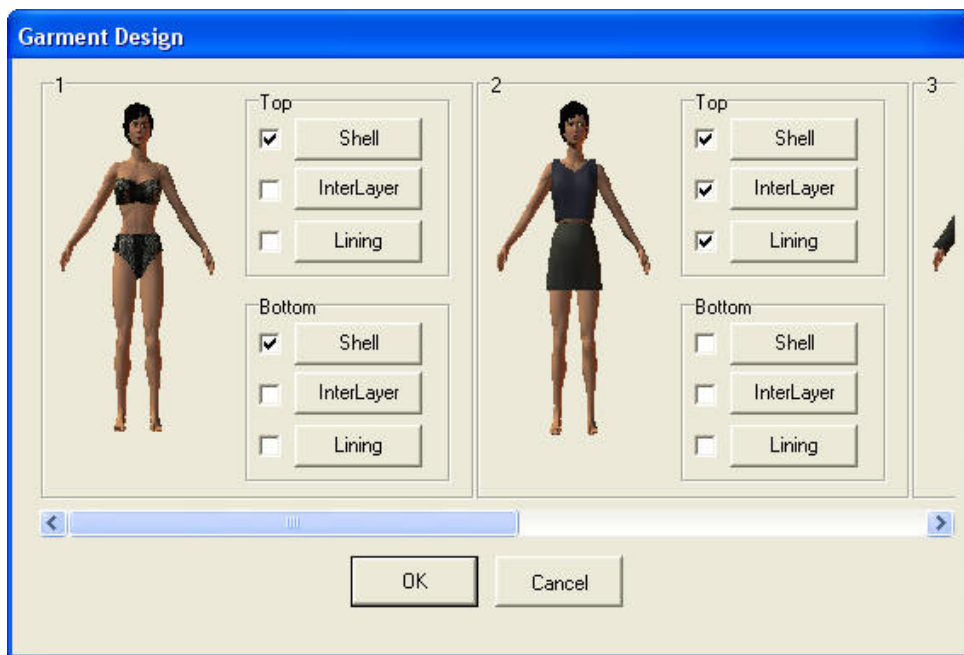 Garment Design
1
Top
Shell
InterLayer
Lining
Bottom
Shell
InterLayer
Lining
2
Top
Shell
InterLayer
Lining
Bottom
Shell
InterLayer
Lining
3
OK
Cancel